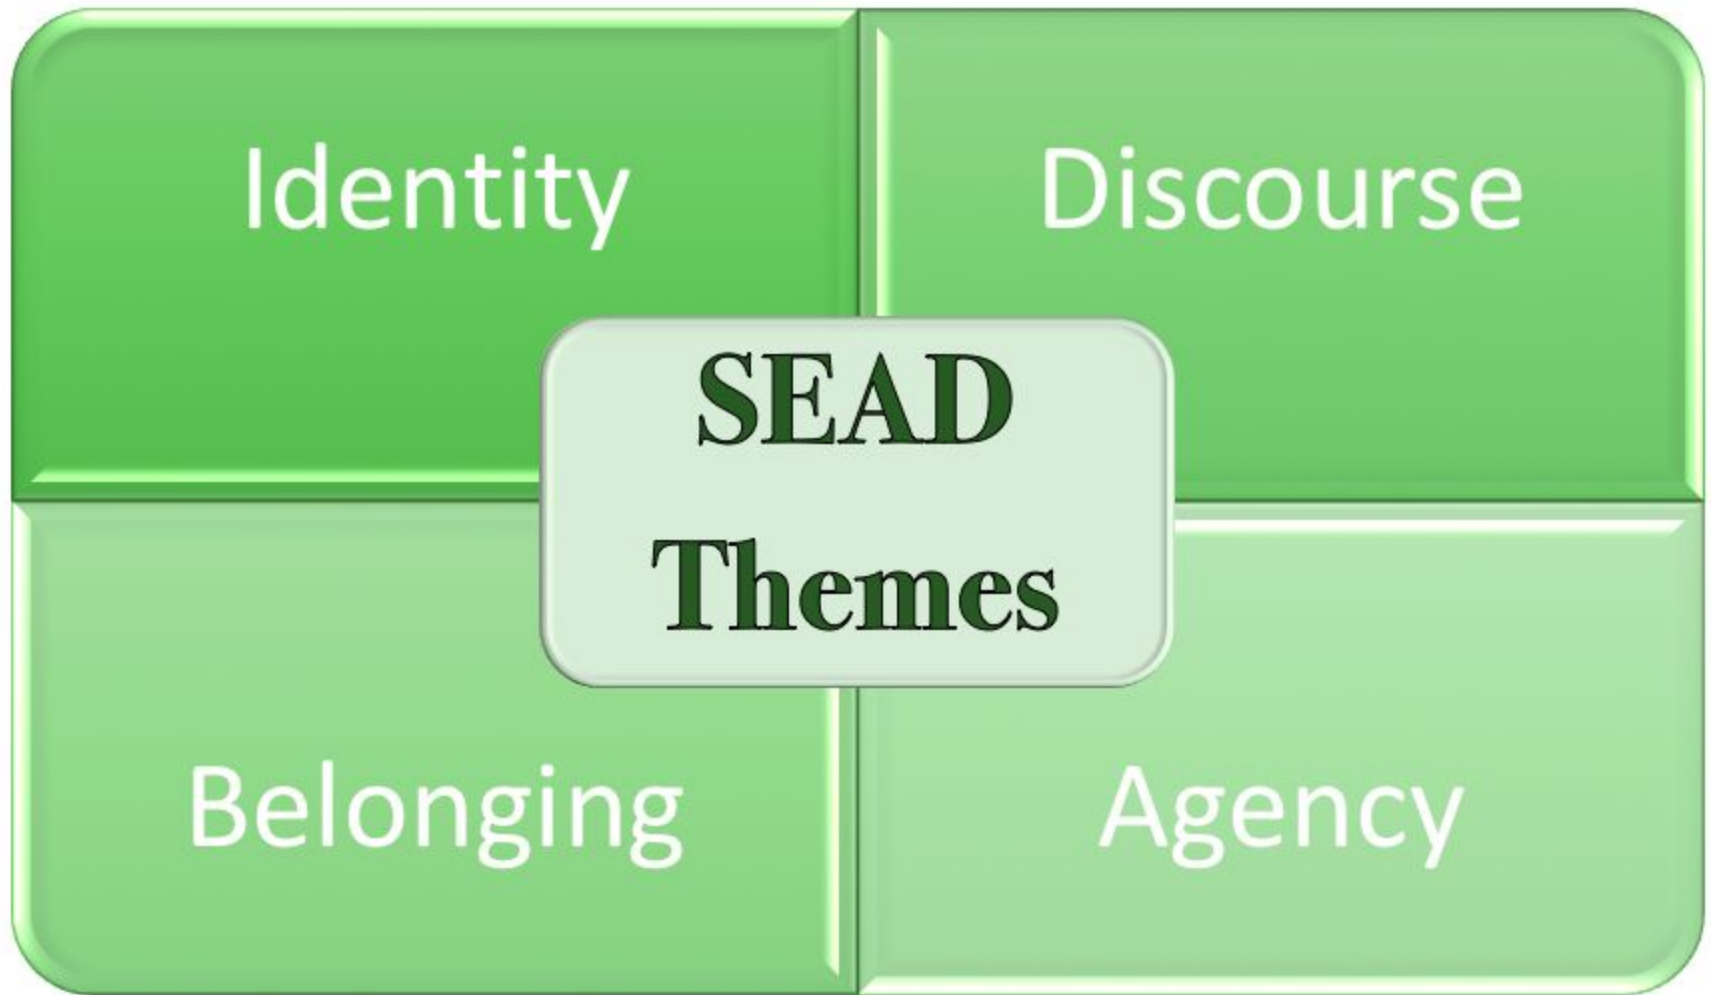 Identity
Discourse
SEAD
Themes
Belonging
Agency